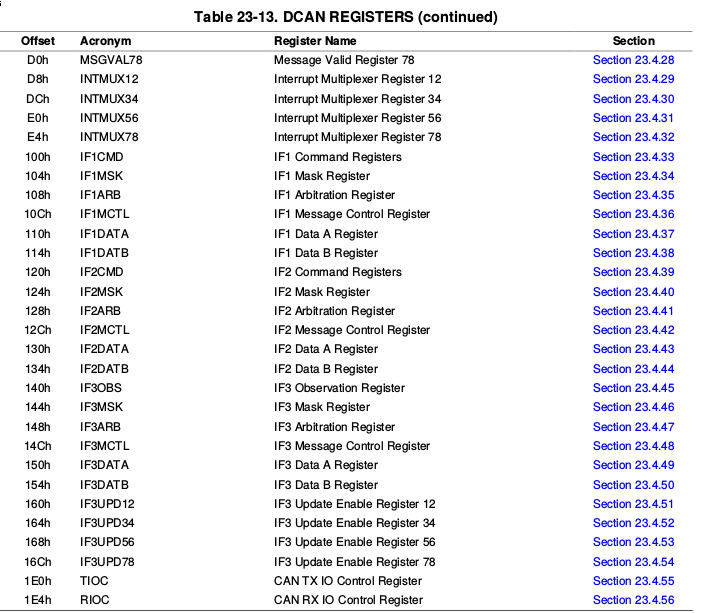 Table 23-13. DCAN REGISTERS (continued)
Offset Acronym Register Name Section
D0h MSGVAL78 Message Valid Register 78 Section 23.4.28
D8h INTMUX12 Interrupt Multiplexer Register 12 Section 23.4.29
DCh INTMUX34 Interrupt Multiplexer Register 34 Section 23.4.30
E0h INTMUX56 Interrupt Multiplexer Register 56 Section 23.4.31
E4h INTMUX78 Interrupt Multiplexer Register 78 Section 23.4.32
100h IF1CMD IF1 Command Registers Section 23.4.33
104h IF1MSK IF1 Mask Register Section 23.4.34
108h IF1ARB IF1 Arbitration Register Section 23.4.35
10Ch IF1MCTL IF1 Message Control Register Section 23.4.36
110h IF1DATA IF1 Data A Register Section 23.4.37
114h IF1DATB IF1 Data B Register Section 23.4.38
120h IF2CMD IF2 Command Registers Section 23.4.39
124h IF2MSK IF2 Mask Register Section 23.4.40
128h IF2ARB IF2 Arbitration Register Section 23.4.41
12Ch IF2MCTL IF2 Message Control Register Section 23.4.42
130h IF2DATA IF2 Data A Register Section 23.4.43
134h IF2DATB IF2 Data B Register Section 23.4.44
140h IF3OBS IF3 Observation Register Section 23.4.45
144h IF3MSK IF3 Mask Register Section 23.4.46
148h IF3ARB IF3 Arbitration Register Section 23.4.47
14Ch IF3MCTL IF3 Message Control Register Section 23.4.48
150h IF3DATA IF3 Data A Register Section 23.4.49
154h IF3DATB IF3 Data B Register Section 23.4.50
160h IF3UPD12 IF3 Update Enable Register 12 Section 23.4.51
164h IF3UPD34 IF3 Update Enable Register 34 Section 23.4.52
168h IF3UPD56 IF3 Update Enable Register 56 Section 23.4.53
16Ch IF3UPD78 IF3 Update Enable Register 78 Section 23.4.54
1E0h TIOC CAN TX IO Control Register Section 23.4.55
1E4h RIOC CAN RX IO Control Register Section 23.4.56